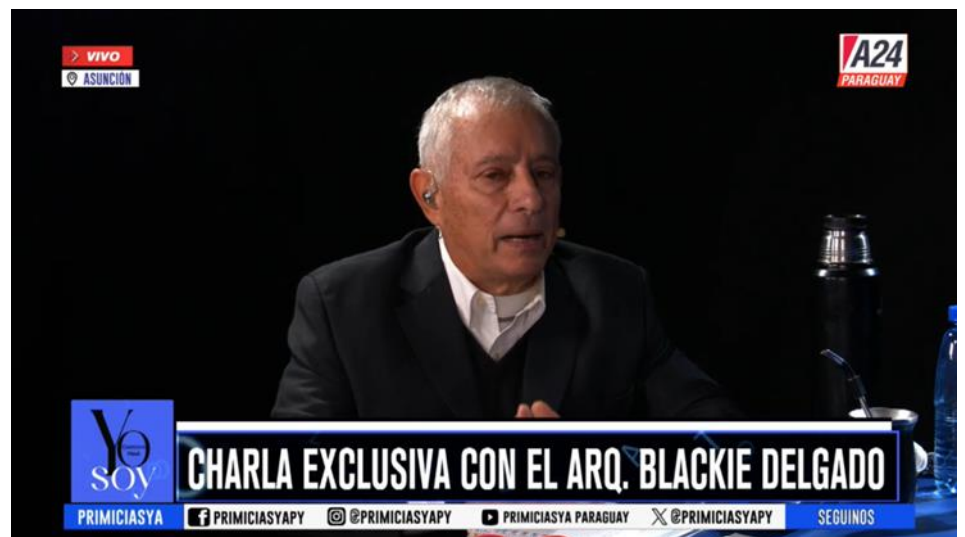 VIVO
ASUNCIÓN
A24
PARAGUAY
Yo
soy
CHARLA EXCLUSIVA CON EL ARQ. BLACKIE DELGADO
PRIMICIASYA
PRIMICIASYAPY
@PRIMICIASYAPY
PRIMICIASYA PARAGUAY
@PRIMICIASYAPY
SEGUINOS